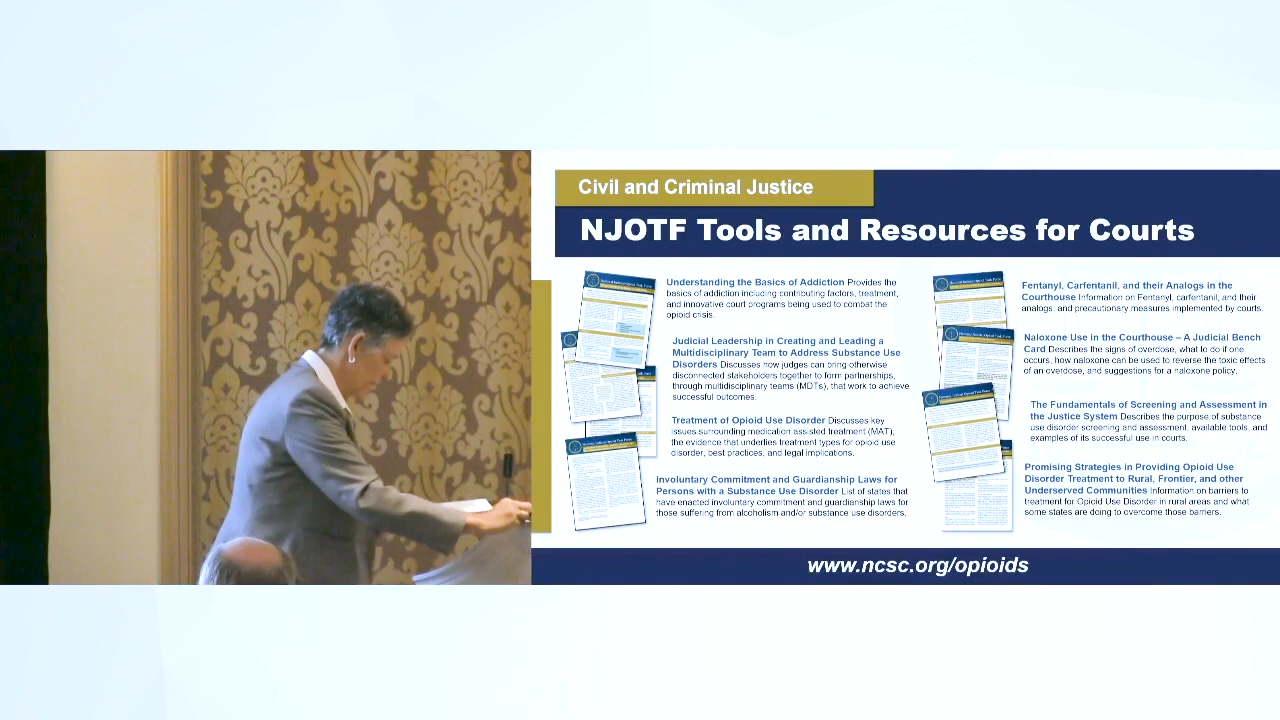 Civil and Criminal Justice
NJOTF Tools and Resources for Courts
Understanding the Basics of Addiction Provides the
basics of addiction including contributing factors, treatment,
and innovative court programs being used to combat the
opioid crisis.
Judicial Leadership in Creating and Leading a
Multidisciplinary Team to Address Substance Use
Disorders Discusses how judges can bring otherwise
disconnected stakeholders together to form partnerships,
through multidisciplinary teams (MDTs), that work to achieve
successful outcomes.
Treatment of Opioid Use Disorder Discusses key
issues surrounding medication assisted treatment (MAT),
the evidence that underlies treatment types for opioid use
disorder, best practices, and legal implications.
Involuntary Commitment and Guardianship Laws for
Persons with a Substance Use Disorder List of states that
have enacted involuntary commitment and guardianship laws for
those suffering from alcoholism and/or substance use disorders.
Fentanyl, Carfentanil, and their Analogs in the
Courthouse Information on Fentanyl, carfentanil, and their
analogs; and precautionary measures implemented by courts.
Naloxone Use in the Courthouse – A Judicial Bench
Card Describes the signs of overdose, what to do if one
occurs, how naloxone can be used to reverse the toxic effects
of an overdose, and suggestions for a naloxone policy.
The Fundamentals of Screening and Assessment in
the Justice System Describes the purpose of substance
use disorder screening and assessment, available tools, and
examples of its successful use in courts.
Promising Strategies in Providing Opioid Use
Disorder Treatment to Rural, Frontier, and other
Underserved Communities Information on barriers to
treatment for Opioid Use Disorder in rural areas and what
some states are doing to overcome those barriers.
www.ncsc.org/opioids